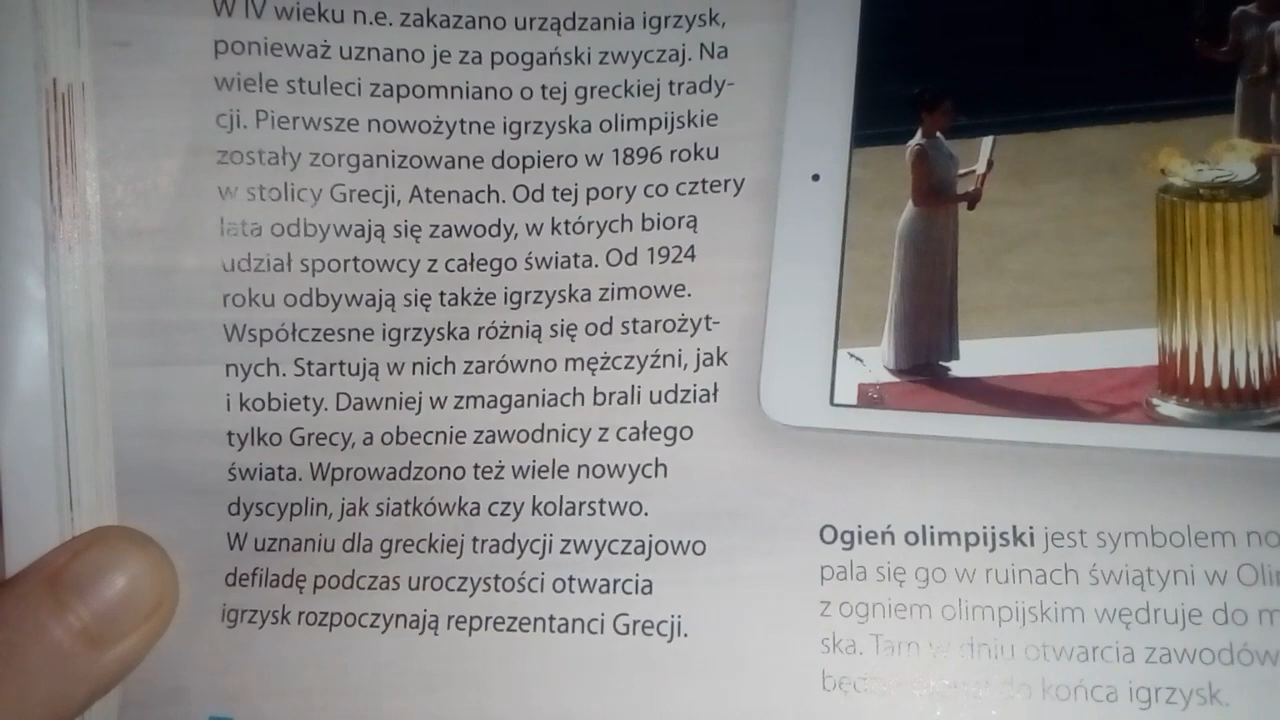 W IV wieku n.e. zakazano urządzania igrzysk,
ponieważ uznano je za pogański zwyczaj. Na
wiele stuleci zapomniano o tej greckiej trady-
cji. Pierwsze nowożytne igrzyska olimpijskie
zostały zorganizowane dopiero w 1896 roku
w stolicy Grecji, Atenach. Od tej pory co cztery
lata odbywają się zawody, w których biorą
udział sportowcy z całego świata. Od 1924
roku odbywają się także igrzyska zimowe.
Współczesne igrzyska różnią się od starożyt-
nych. Startują w nich zarówno mężczyźni, jak
i kobiety. Dawniej w zmaganiach brali udział
tylko Grecy, a obecnie zawodnicy z całego
świata. Wprowadzono też wiele nowych
dyscyplin, jak siatkówka czy kolarstwo.
W uznaniu dla greckiej tradycji zwyczajowo
defiladę podczas uroczystości otwarcia
igrzysk rozpoczynają reprezentanci Grecji.
Ogień olimpijski jest symbolem
pala się go w ruinach świątyni w
z ogniem olimpijskim wędruje do
ska. Tam w dniu otwarcia zawodów
do końca igrzysk.